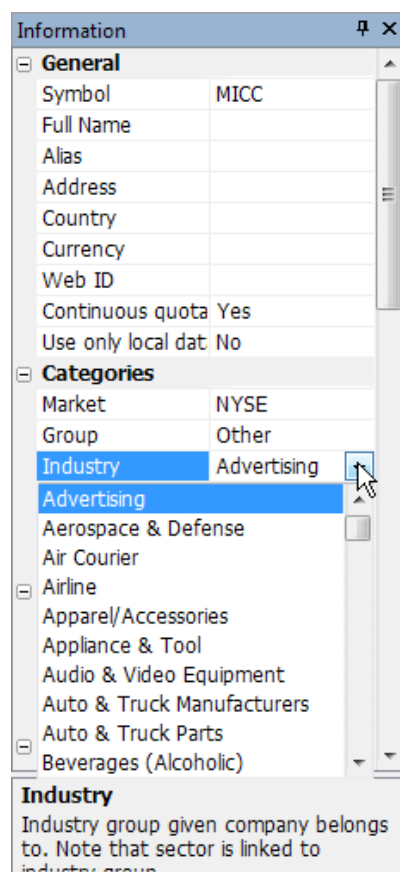 Information
General
Symbol MICC
Full Name
Alias
Address
Country
Currency
Web ID
Continuous quota Yes
Use only local dat No
Categories
Market NYSE
Group Other
Industry Advertising
Advertising
Aerospace & Defense
Air Courier
Airline
Apparel/Accessories
Appliance & Tool
Audio & Video Equipment
Auto & Truck Manufacturers
Auto & Truck Parts
Beverages (Alcoholic)
Industry
Industry group given company belongs
to. Note that sector is linked to
industry group